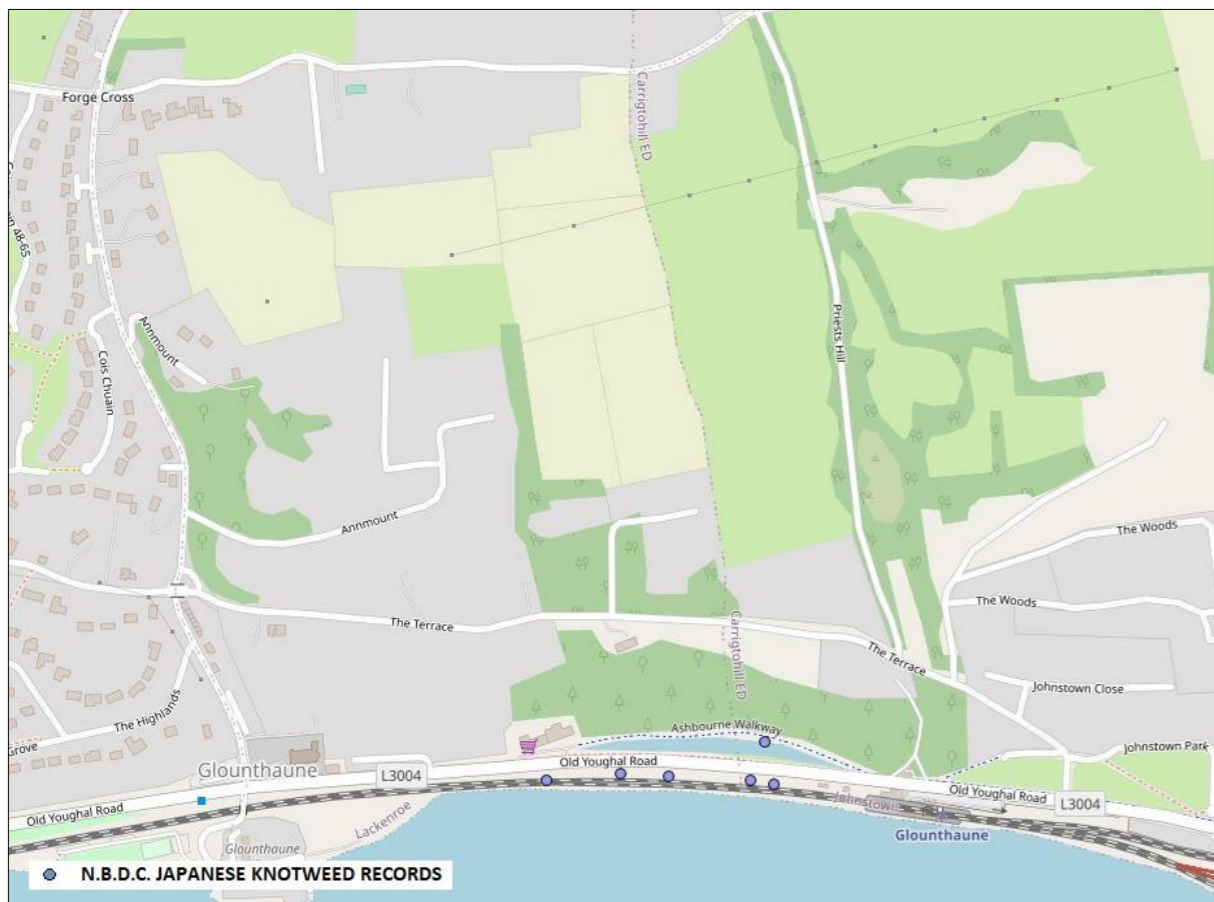 Forge Cross
Carrigtohill ED
48-65
Annmount
Cois Chuain
Priests Hill
Annmount
The Woods
The Woods
The Terrace
Carrigtohill ED
The Terrace
Johnstown Close
The Highlands
Grove
Ashbourne Walkway
Johnstown Park
Glounthaune
L3004
Old Youghal Road
Old Youghal Road
Johnstown
Old Youghal Road
L3004
Lackenroe
Glounthaune
Glounthaune
N.B.D.C. JAPANESE KNOTWEED RECORDS